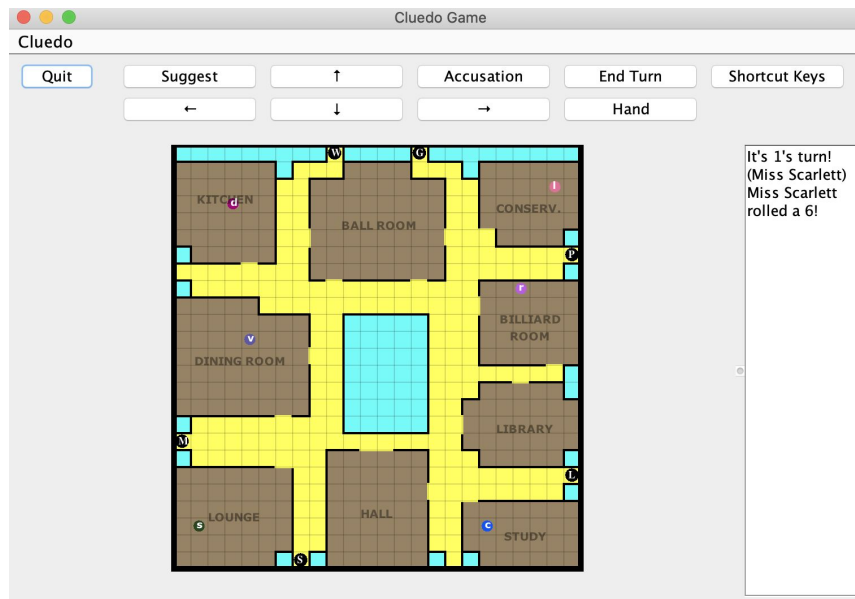 Cluedo Game
Cluedo
Quit
Suggest
↑
Accusation
End Turn
Shortcut Keys
←
↓
→
Hand
It's 1's turn!
(Miss Scarlett)
Miss Scarlett
rolled a 6!
W
G
KITCHEN
d
BALL ROOM
l
CONSERV.
P
r
BILLIARD
ROOM
v
DINING ROOM
LIBRARY
M
L
LOUNGE
s
HALL
c
STUDY
S